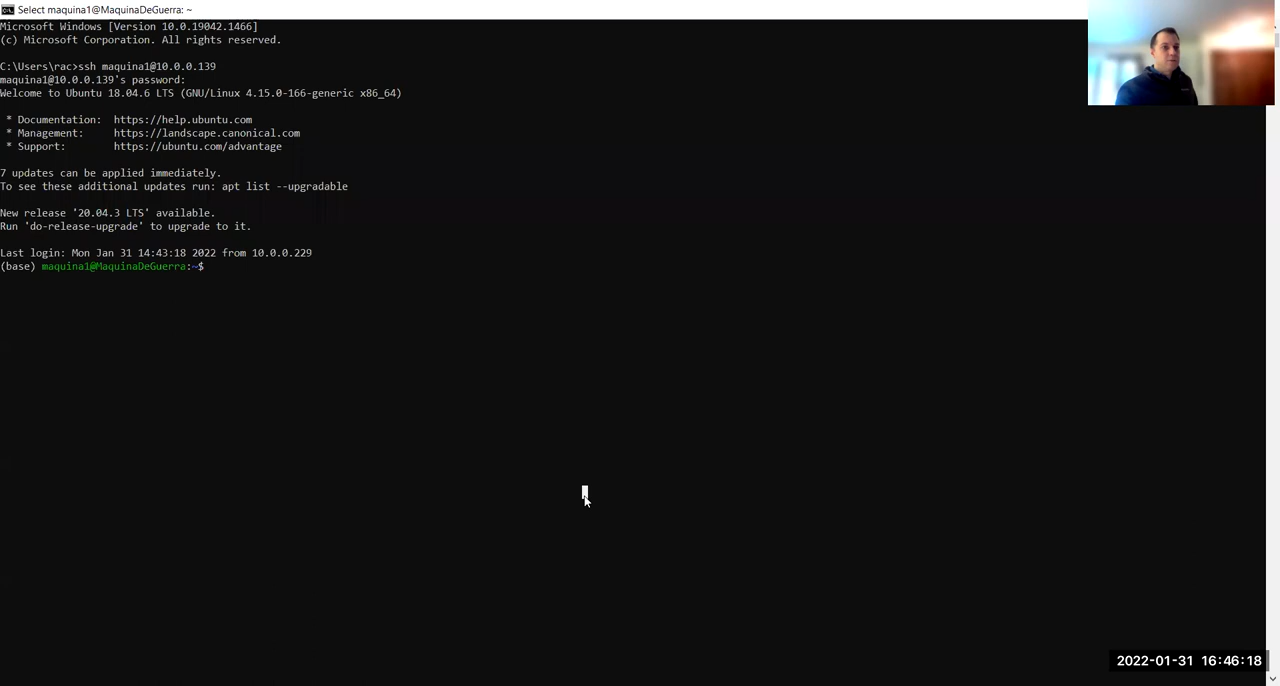 Select maquina1@MaquinaDeGuerra: ~
Microsoft Windows [Version 10.0.19042.1466]
(c) Microsoft Corporation. All rights reserved.
C:\Users\rac>ssh maquina1@10.0.0.139
maquina1@10.0.0.139's password:
Welcome to Ubuntu 18.04.6 LTS (GNU/Linux 4.15.0-166-generic x86_64)
* Documentation:  https://help.ubuntu.com
* Management:     https://landscape.canonical.com
* Support:        https://ubuntu.com/advantage
7 updates can be applied immediately.
To see these additional updates run: apt list --upgradable
New release '20.04.3 LTS' available.
Run 'do-release-upgrade' to upgrade to it.
Last login: Mon Jan 31 14:43:18 2022 from 10.0.0.229
(base) maquina1@MaquinaDeGuerra:~$
2022-01-31 16:46:18